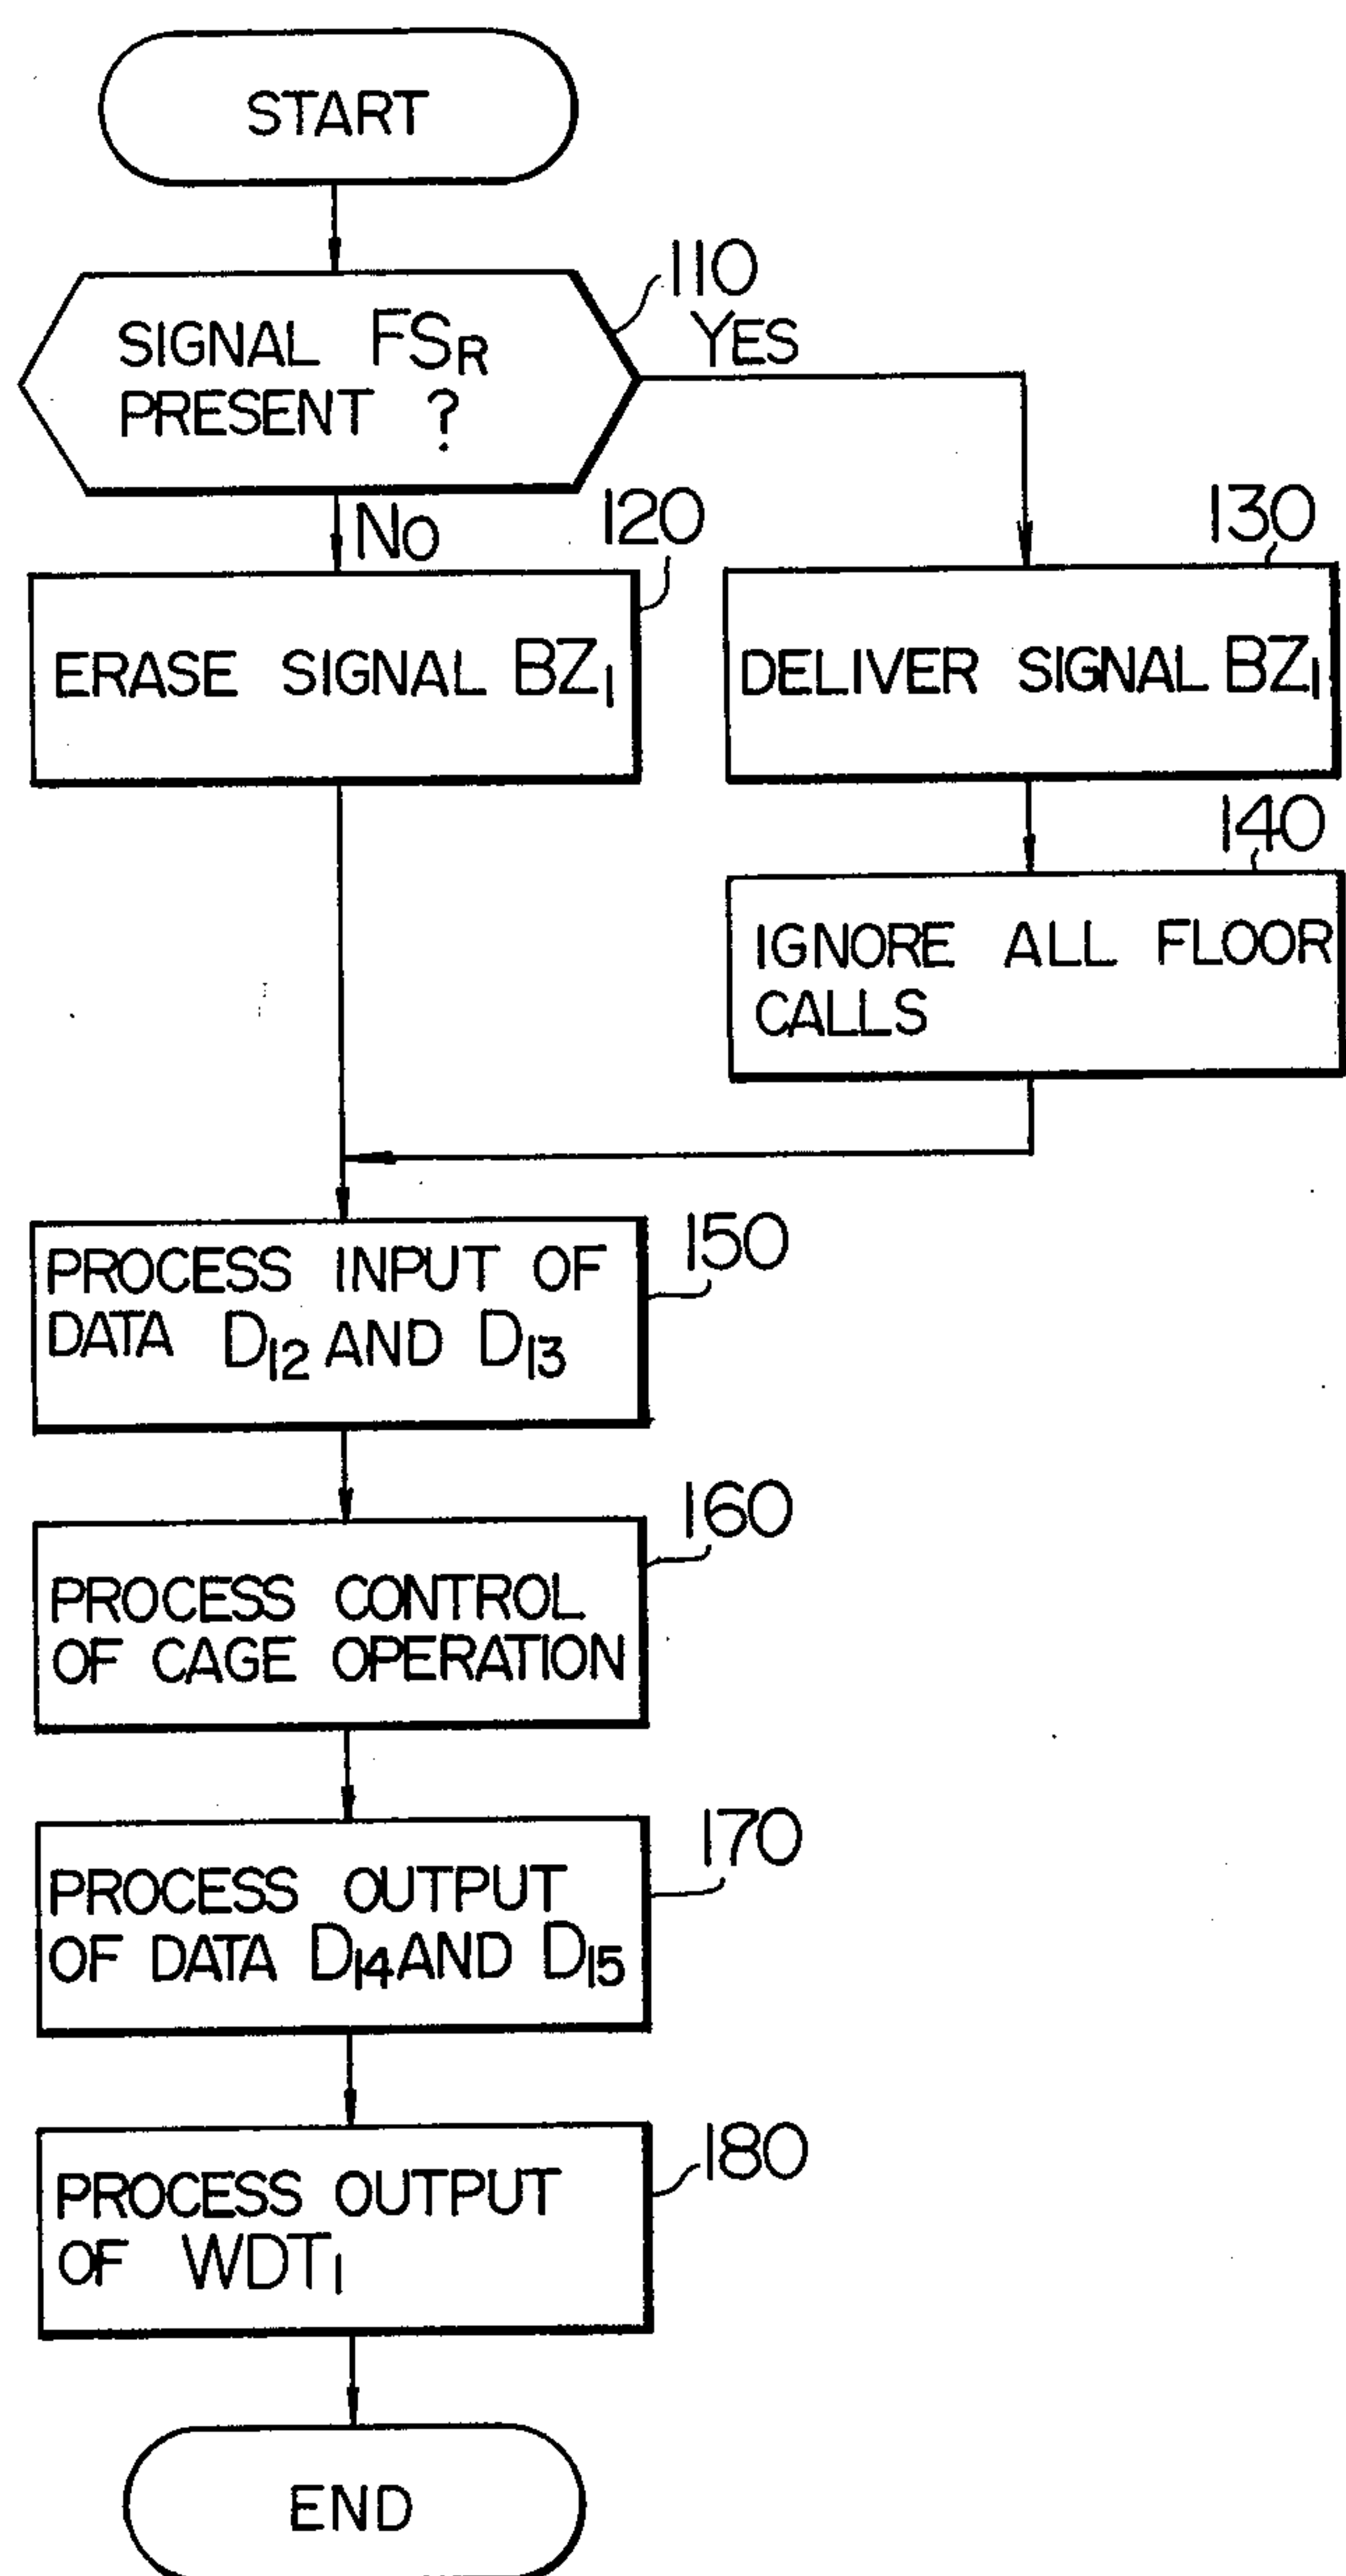 START
110
SIGNAL FSR
PRESENT ?
YES
NO
120
ERASE SIGNAL BZ1
130
DELIVER SIGNAL BZ1
140
IGNORE ALL FLOOR
CALLS
150
PROCESS INPUT OF
DATA D12 AND D13
160
PROCESS CONTROL
OF CAGE OPERATION
170
PROCESS OUTPUT
OF DATA D14 AND D15
180
PROCESS OUTPUT
OF WDT1
END